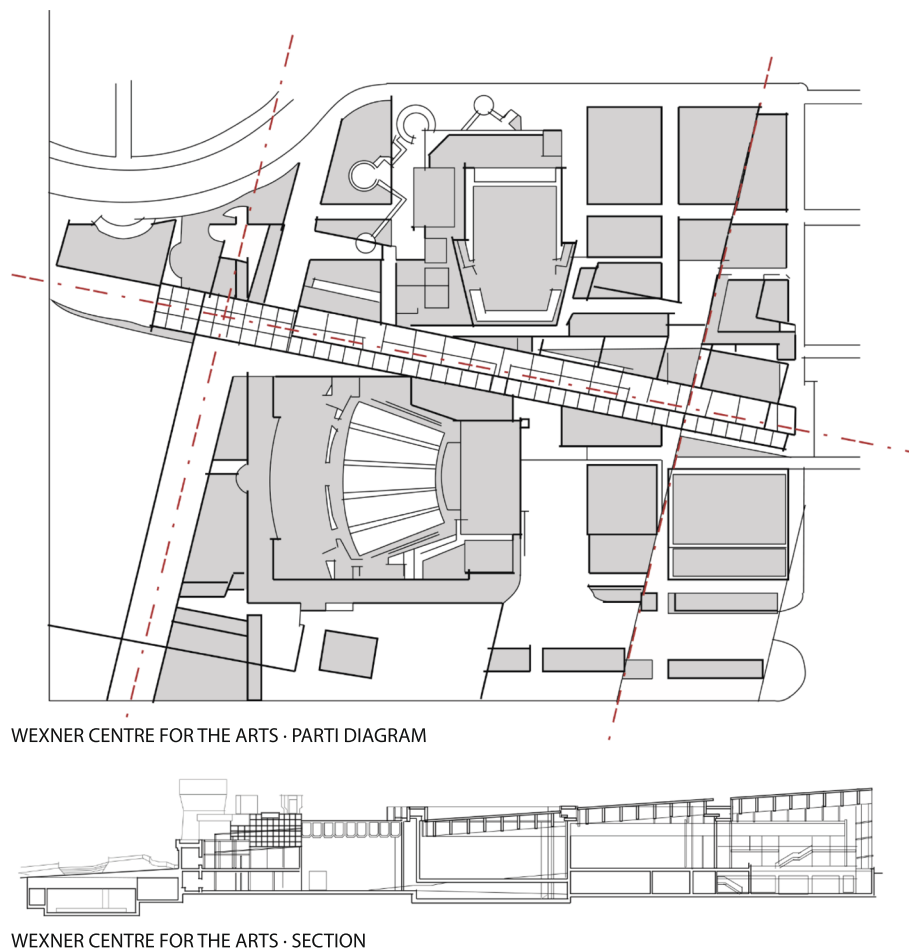 WEXNER CENTRE FOR THE ARTS · PARTI DIAGRAM
WEXNER CENTRE FOR THE ARTS · SECTION